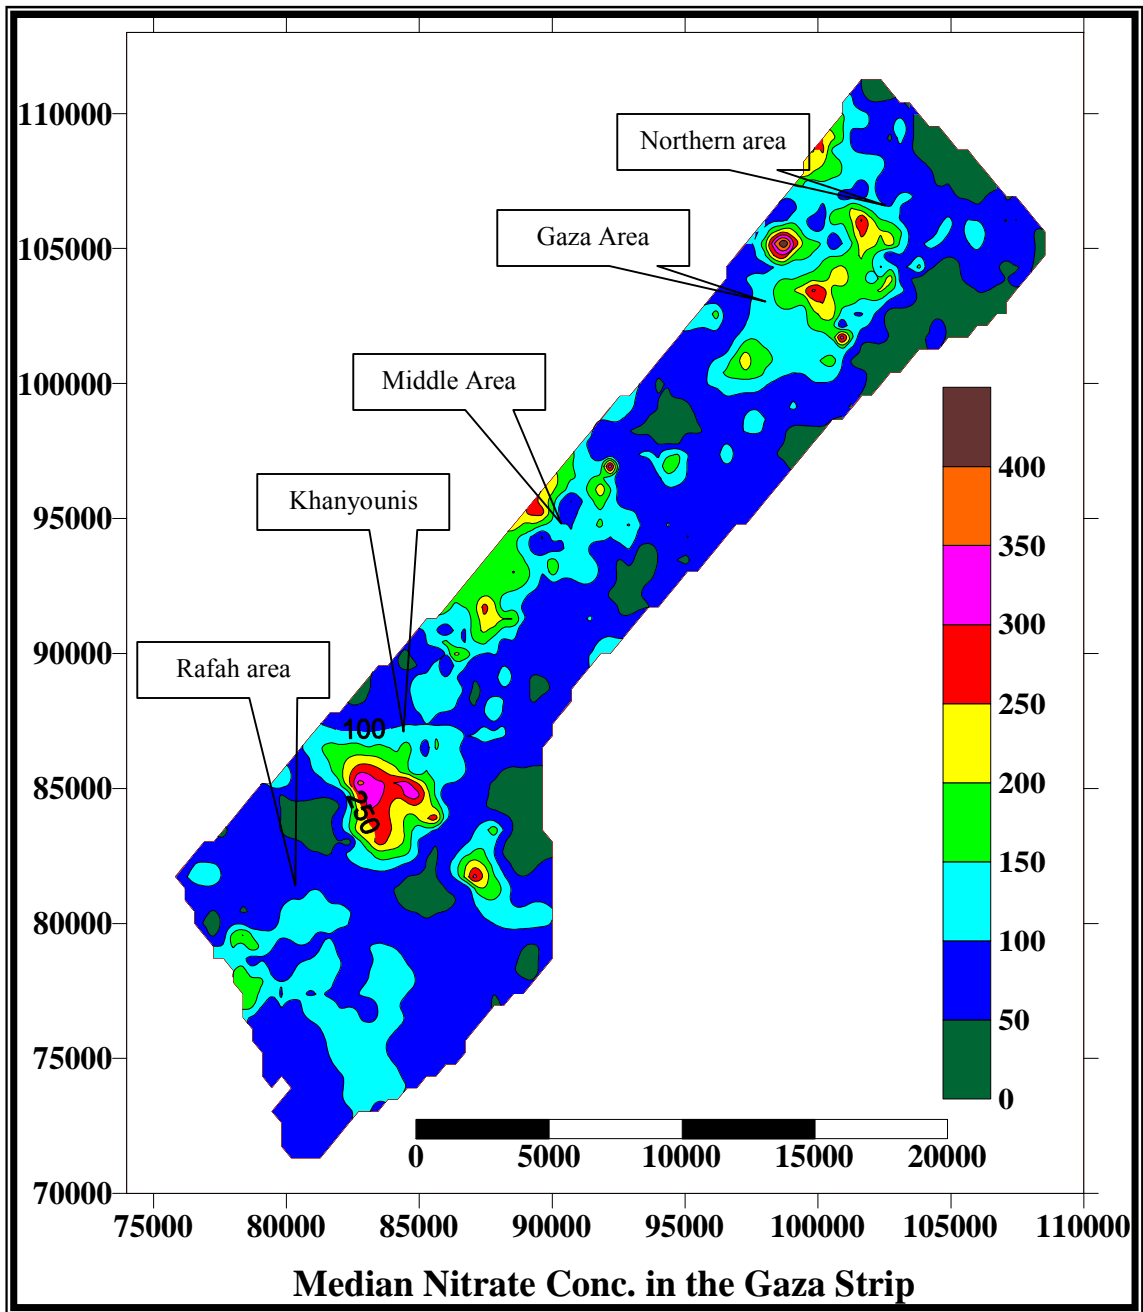 110000
Northern area
105000
Gaza Area
100000
Middle Area
400
Khanyounis
95000
350
300
90000
Rafah area
250
100
200
85000
250
150
100
80000
50
75000
0
0 5000 10000 15000 20000
70000
75000 80000 85000 90000 95000 100000 105000 110000
Median Nitrate Conc. in the Gaza Strip